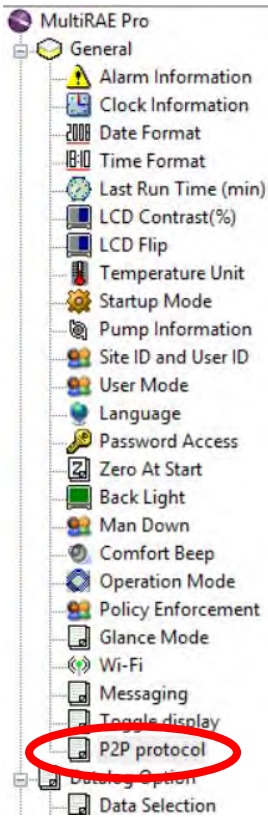 MultiRAE Pro
General
Alarm Information
Clock Information
2008 Date Format
18:10 Time Format
Last Run Time (min)
LCD Contrast(%)
LCD Flip
Temperature Unit
Startup Mode
Pump Information
Site ID and User ID
User Mode
Language
Password Access
Zero At Start
Back Light
Man Down
Comfort Beep
Operation Mode
Policy Enforcement
Glance Mode
Wi-Fi
Messaging
Toggle display
P2P protocol
Datalog Option
Data Selection